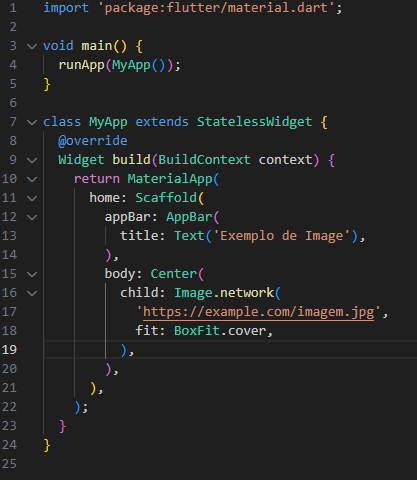 1 import 'package:flutter/material.dart';
2
3 void main() {
4   runApp(MyApp());
5 }
6
7 class MyApp extends StatelessWidget {
8   @override
9   Widget build(BuildContext context) {
10     return MaterialApp(
11       home: Scaffold(
12         appBar: AppBar(
13           title: Text('Exemplo de Image'),
14         ),
15         body: Center(
16           child: Image.network(
17             'https://example.com/imagem.jpg',
18             fit: BoxFit.cover,
19           ),
20         ),
21       ),
22     );
23   }
24 }
25